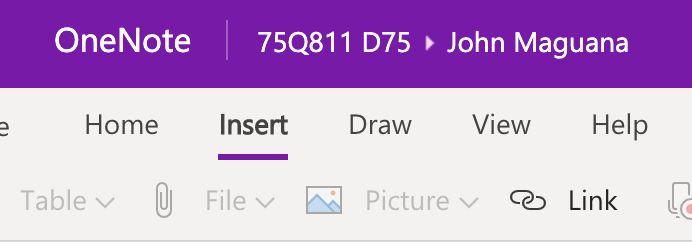 OneNote 75Q811 D75 John Maguana
Home Insert Draw View Help
Table File Picture Link